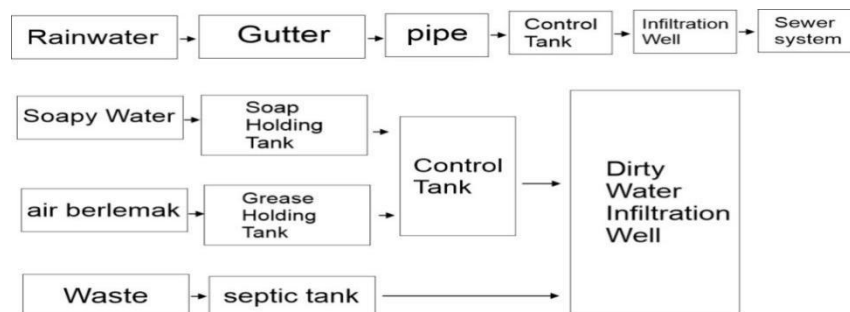 Rainwater
Gutter
pipe
Control
Tank
Infiltration
Well
Sewer
system
Soapy Water
Soap
Holding
Tank
Control
Tank
Dirty
Water
Infiltration
Well
air berlemak
Grease
Holding
Tank
Waste
septic tank